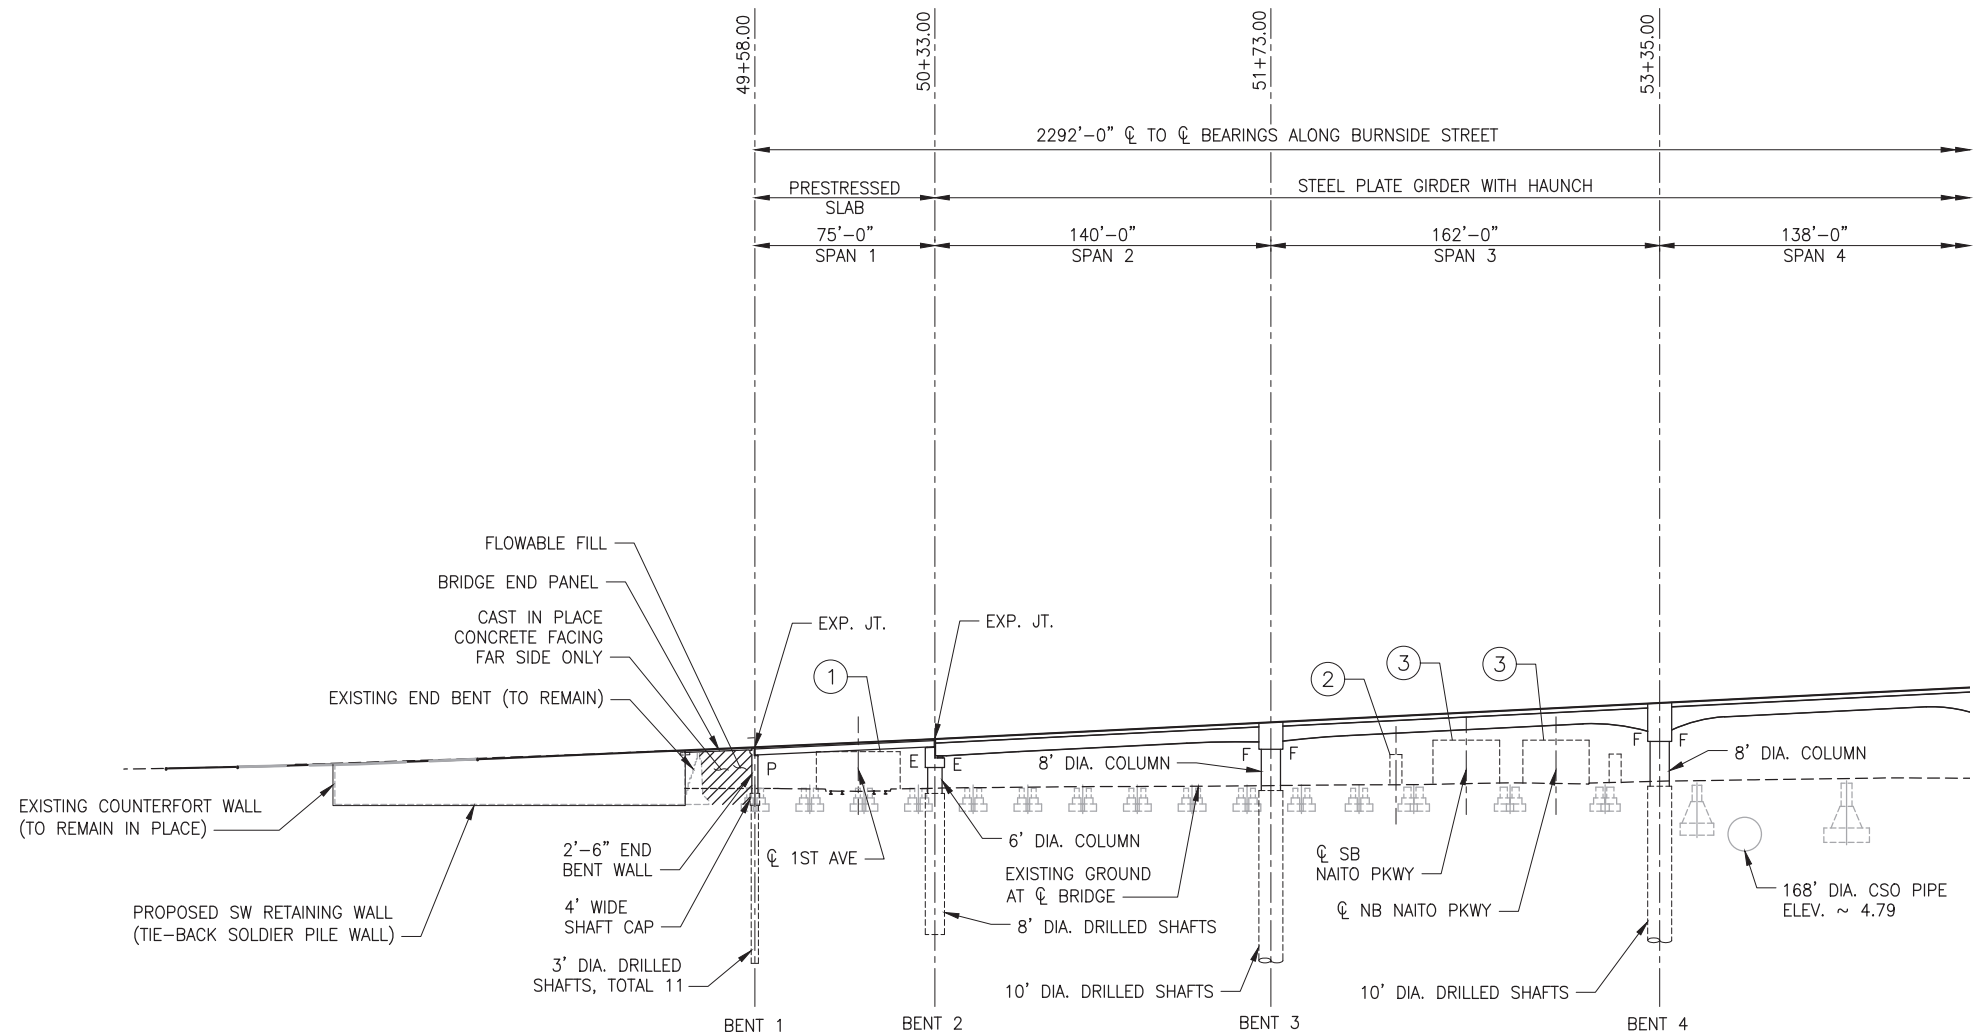 49+58.00
50+33.00
51+73.00
53+35.00
2292'-0" ℄ TO ℄ BEARINGS ALONG BURNSIDE STREET
PRESTRESSED
SLAB
STEEL PLATE GIRDER WITH HAUNCH
75'-0"
SPAN 1
140'-0"
SPAN 2
162'-0"
SPAN 3
138'-0"
SPAN 4
FLOWABLE FILL
BRIDGE END PANEL
CAST IN PLACE
CONCRETE FACING
FAR SIDE ONLY
EXISTING END BENT (TO REMAIN)
EXP. JT.
EXP. JT.
1
2
3
3
P
E
E
F
F
F
F
8' DIA. COLUMN
8' DIA. COLUMN
EXISTING COUNTERFORT WALL
(TO REMAIN IN PLACE)
2'-6" END
BENT WALL
℄ 1ST AVE
6' DIA. COLUMN
EXISTING GROUND
AT ℄ BRIDGE
℄ SB
NAITO PKWY
℄ NB NAITO PKWY
168' DIA. CSO PIPE
ELEV. ~ 4.79
PROPOSED SW RETAINING WALL
(TIE-BACK SOLDIER PILE WALL)
4' WIDE
SHAFT CAP
8' DIA. DRILLED SHAFTS
3' DIA. DRILLED
SHAFTS, TOTAL 11
10' DIA. DRILLED SHAFTS
10' DIA. DRILLED SHAFTS
BENT 1
BENT 2
BENT 3
BENT 4